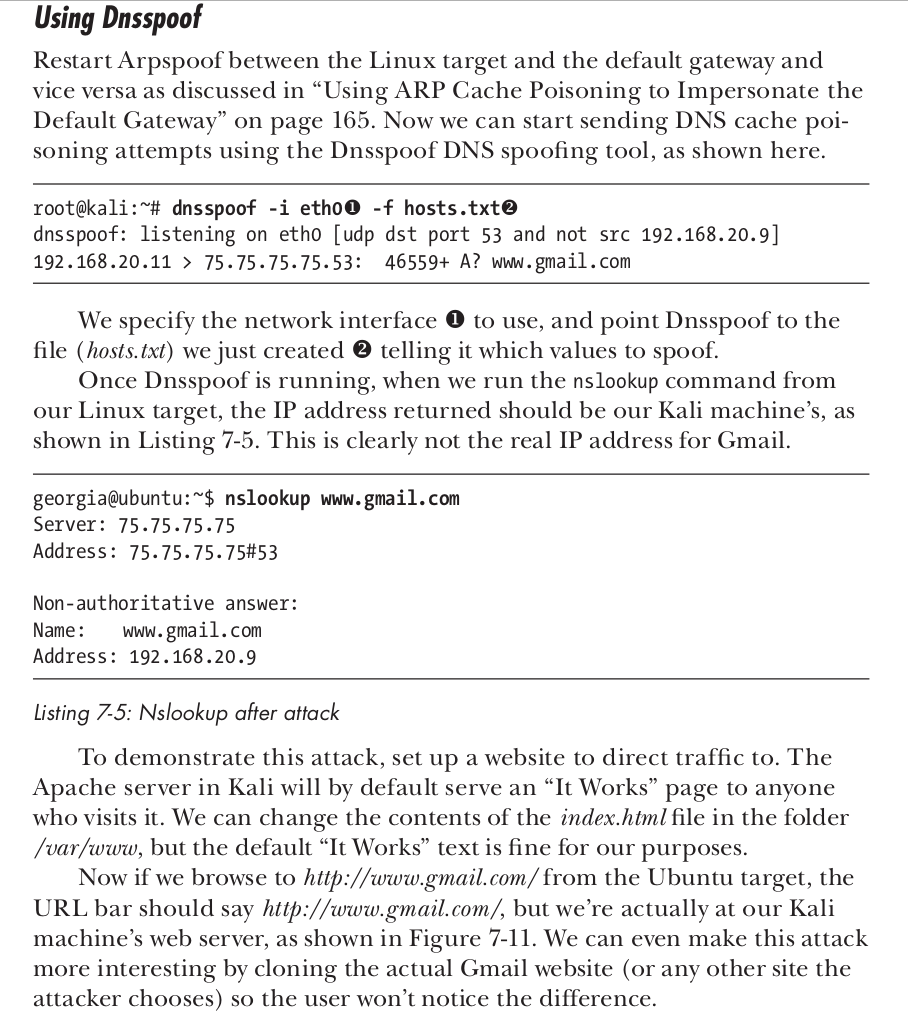 Using Dnsspoof
Restart Arpspoof between the Linux target and the default gateway and
vice versa as discussed in “Using ARP Cache Poisoning to Impersonate the
Default Gateway” on page 165. Now we can start sending DNS cache poi-
soning attempts using the Dnsspoof DNS spoofing tool, as shown here.
root@kali:~# dnsspoof -i eth0❶ -f hosts.txt❷
dnsspoof: listening on eth0 [udp dst port 53 and not src 192.168.20.9]
192.168.20.11 > 75.75.75.75.53:  46559+ A? www.gmail.com
We specify the network interface ❶ to use, and point Dnsspoof to the
file (hosts.txt) we just created ❷ telling it which values to spoof.
Once Dnsspoof is running, when we run the nslookup command from
our Linux target, the IP address returned should be our Kali machine’s, as
shown in Listing 7-5. This is clearly not the real IP address for Gmail.
georgia@ubuntu:~$ nslookup www.gmail.com
Server: 75.75.75.75
Address: 75.75.75.75#53
Non-authoritative answer:
Name:   www.gmail.com
Address: 192.168.20.9
Listing 7-5: Nslookup after attack
To demonstrate this attack, set up a website to direct traffic to. The
Apache server in Kali will by default serve an “It Works” page to anyone
who visits it. We can change the contents of the index.html file in the folder
/var/www, but the default “It Works” text is fine for our purposes.
Now if we browse to http://www.gmail.com/ from the Ubuntu target, the
URL bar should say http://www.gmail.com/, but we’re actually at our Kali
machine’s web server, as shown in Figure 7-11. We can even make this attack
more interesting by cloning the actual Gmail website (or any other site the
attacker chooses) so the user won’t notice the difference.